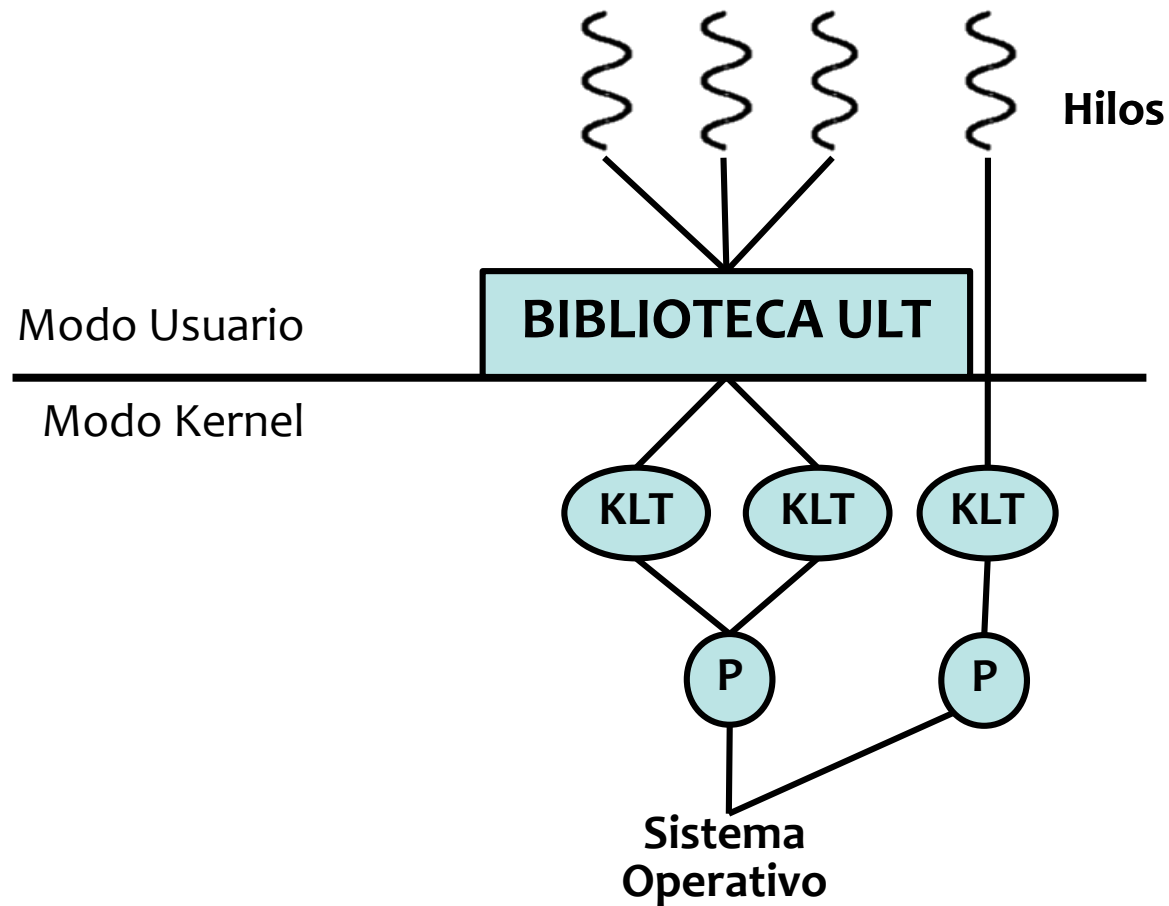 Hilos
BIBLIOTECA ULT
Modo Usuario
Modo Kernel
KLT
KLT
KLT
P
P
Sistema
Operativo